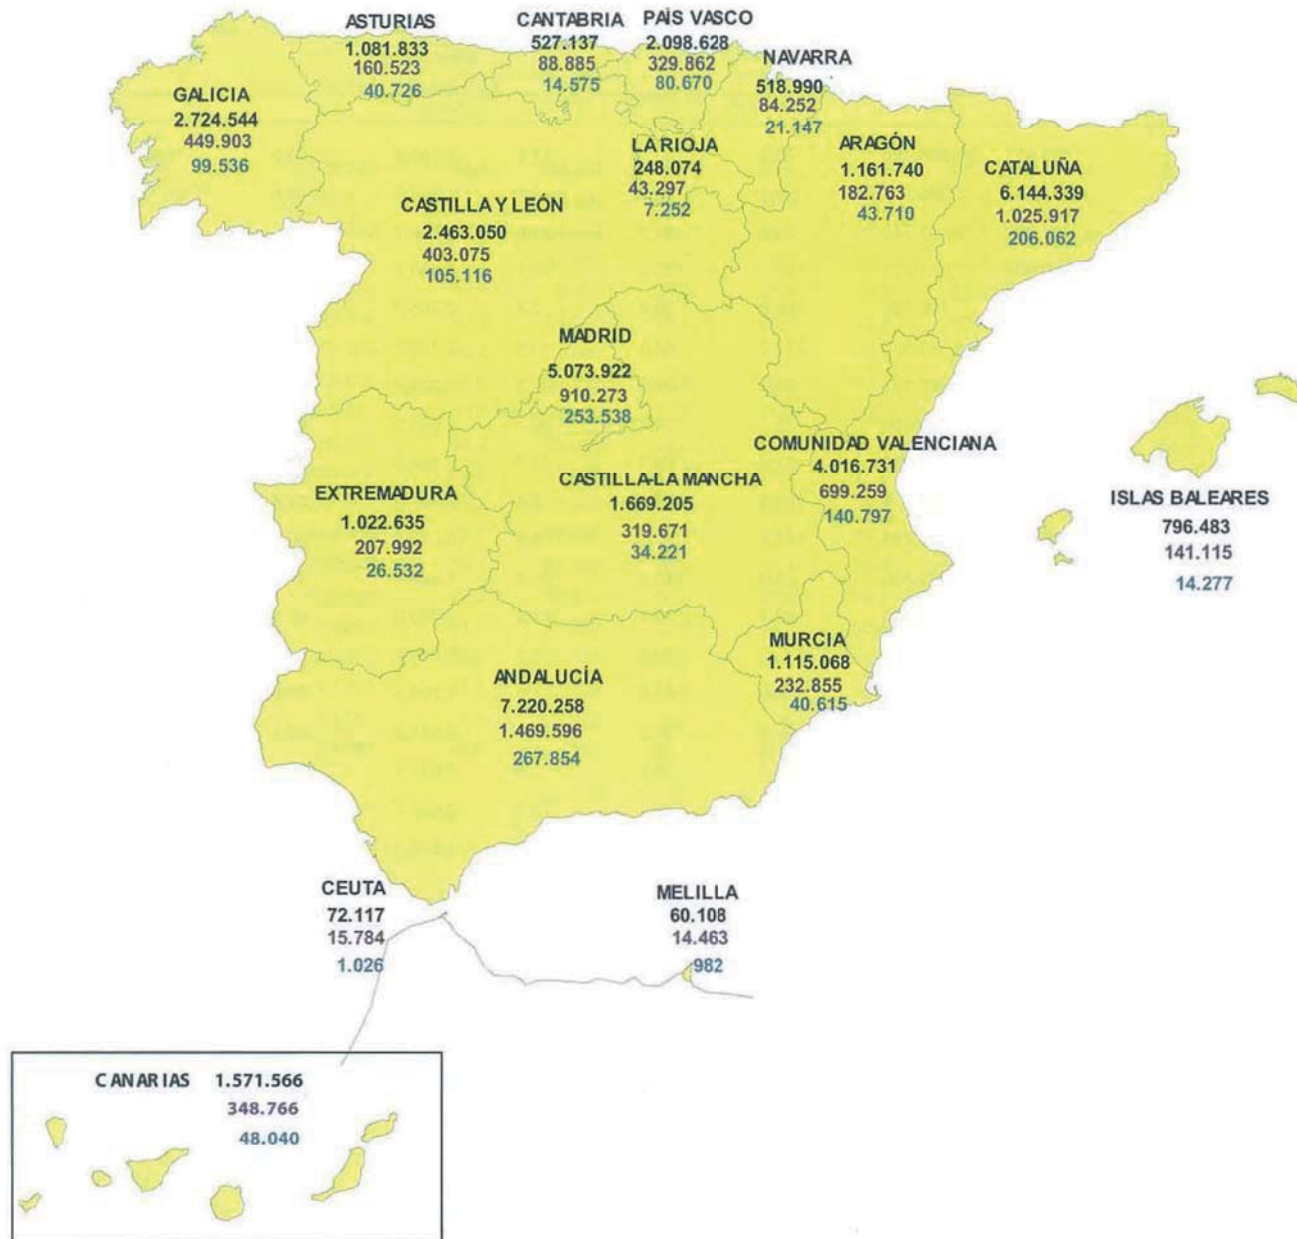 ASTURIAS
1.081.833
160.523
40.726
CANTABRIA
527.137
88.885
14.575
PAÍS VASCO
2.098.628
329.862
80.670
NAVARRA
518.990
84.252
21.147
GALICIA
2.724.544
449.903
99.536
LA RIOJA
248.074
43.297
7.252
ARAGÓN
1.161.740
182.763
43.710
CATALUÑA
6.144.339
1.025.917
206.062
CASTILLA Y LEÓN
2.463.050
403.075
105.116
MADRID
5.073.922
910.273
253.538
COMUNIDAD VALENCIANA
4.016.731
699.259
140.797
EXTREMADURA
1.022.635
207.992
26.532
CASTILLA-LA MANCHA
1.669.205
319.671
34.221
ISLAS BALEARES
796.483
141.115
14.277
MURCIA
1.115.068
232.855
40.615
ANDALUCÍA
7.220.258
1.469.596
267.854
CEUTA
72.117
15.784
1.026
MELILLA
60.108
14.463
982
CANARIAS 1.571.566
348.766
48.040